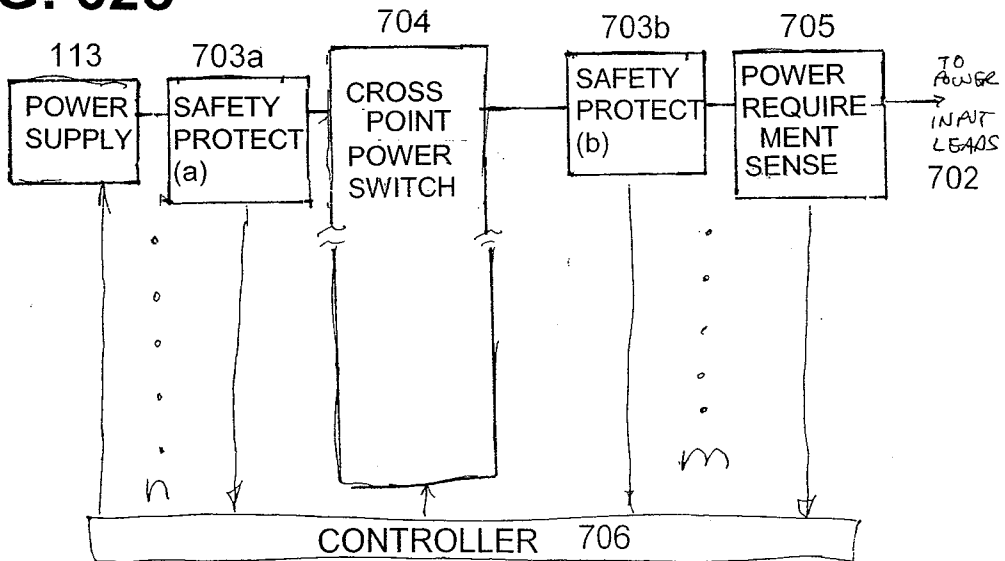 113
703a
704
703b
705
POWER
SUPPLY
SAFETY
PROTECT
(a)
CROSS
POINT
POWER
SWITCH
SAFETY
PROTECT
(b)
POWER
REQUIRE
MENT
SENSE
TO
POWER
INPUT
LEADS
702
n
m
CONTROLLER 706